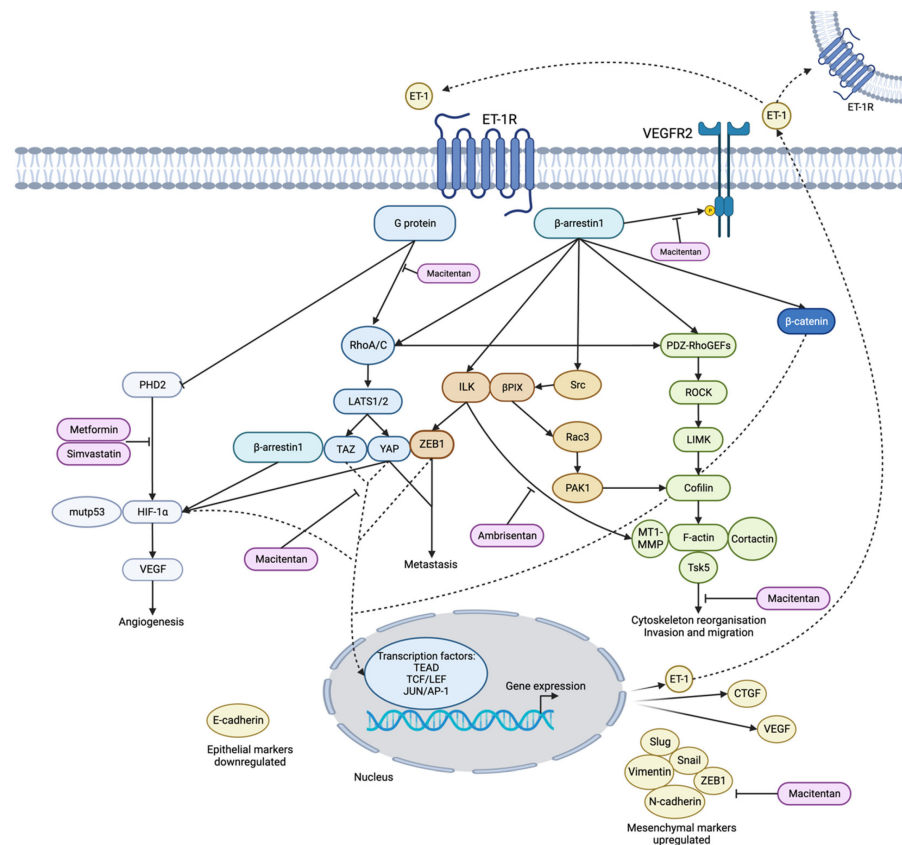 ET-1
ET-1R
ET-1R
VEGFR2
ET-1
G protein
β-arrestin1
P
Macitentan
Macitentan
RhoA/C
PDZ-RhoGEFs
β-catenin
PHD2
ILK
βPIX
Src
ROCK
LATS1/2
Metformin
Simvastatin
β-arrestin1
TAZ
YAP
ZEB1
Rac3
LIMK
PAK1
Cofilin
mutp53
HIF-1α
Macitentan
Metastasis
Ambrisentan
MT1-
MMP
F-actin
Cortactin
Tsk5
VEGF
Angiogenesis
Macitentan
Cytoskeleton reorganisation
Invasion and migration
Transcription factors:
TEAD
TCF/LEF
JUN/AP-1
Gene expression
ET-1
CTGF
VEGF
E-cadherin
Epithelial markers
downregulated
Nucleus
Slug
Snail
Vimentin
ZEB1
N-cadherin
Macitentan
Mesenchymal markers
upregulated